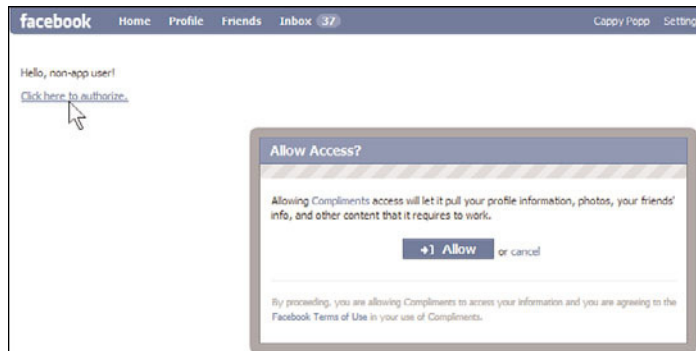 facebook Home Profile Friends Inbox 37 Cappy Popp Setting
Hello, non-app user!
Click here to authorize.
Allow Access?
Allowing Compliments access will let it pull your profile information, photos, your friends'
info, and other content that it requires to work.
Allow or cancel
By proceeding, you are allowing Compliments to access your information and you are agreeing to the
Facebook Terms of Use in your use of Compliments.